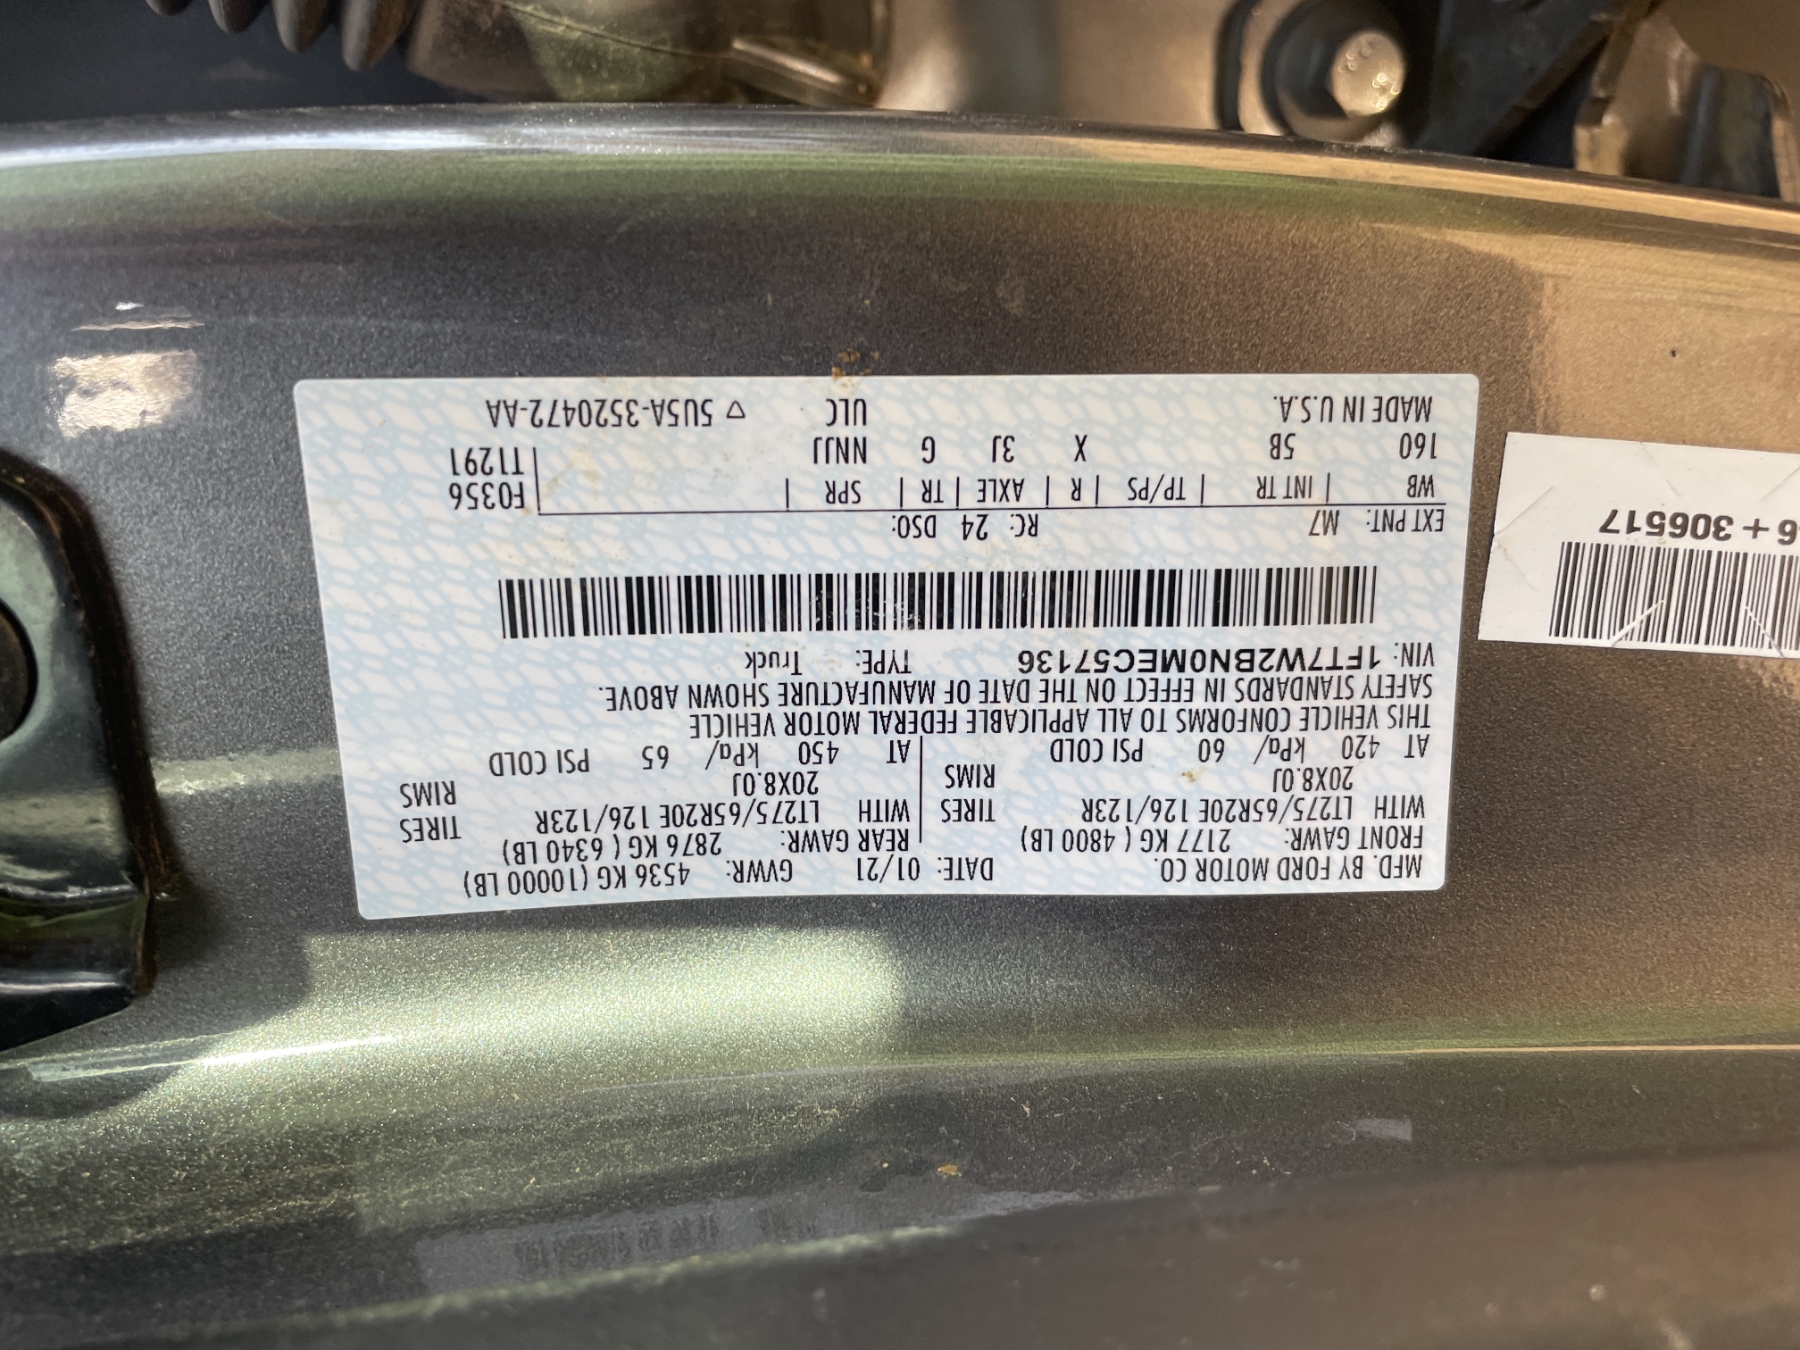 MFD. BY FORD MOTOR CO. DATE: 01/21 GVWR: 4536 KG (10000 LB)
FRONT GAWR: 2177 KG ( 4800 LB) REAR GAWR: 2876 KG ( 6340 LB)
WITH LT275/65R20E 126/123R TIRES WITH LT275/65R20E 126/123R TIRES
20X8.0J RIMS 20X8.0J RIMS
AT 420 kPa/ 60 PSI COLD AT 450 kPa/ 65 PSI COLD
THIS VEHICLE CONFORMS TO ALL APPLICABLE FEDERAL MOTOR VEHICLE
SAFETY STANDARDS IN EFFECT ON THE DATE OF MANUFACTURE SHOWN ABOVE.
VIN: 1FT7W2BN0MEC57136 TYPE: Truck
EXT PNT: M7 RC: 24 DSO:
WB | INT TR | TP/PS | R | AXLE | TR | SPR | F0356
160 5B X 3J G NNJJ T1291
MADE IN U.S.A. ULC ▽ 5U5A-3520472-AA
6 + 306517